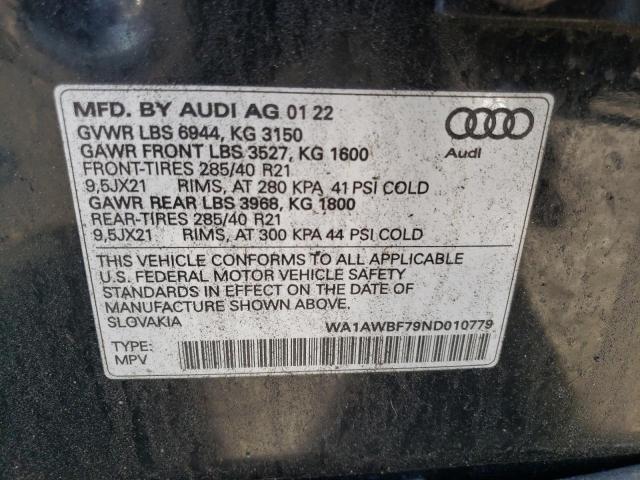 MFD. BY AUDI AG 01 22
GVWR LBS 6944, KG 3150
GAWR FRONT LBS 3527, KG 1600
FRONT-TIRES 285/40 R21
9,5JX21 RIMS, AT 280 KPA 41 PSI COLD
GAWR REAR LBS 3968, KG 1800
REAR-TIRES 285/40 R21
9,5JX21 RIMS, AT 300 KPA 44 PSI COLD
Audi
THIS VEHICLE CONFORMS TO ALL APPLICABLE
U.S. FEDERAL MOTOR VEHICLE SAFETY
STANDARDS IN EFFECT ON THE DATE OF
MANUFACTURE SHOWN ABOVE.
SLOVAKIA WA1AWBF79ND010779
TYPE:
MPV